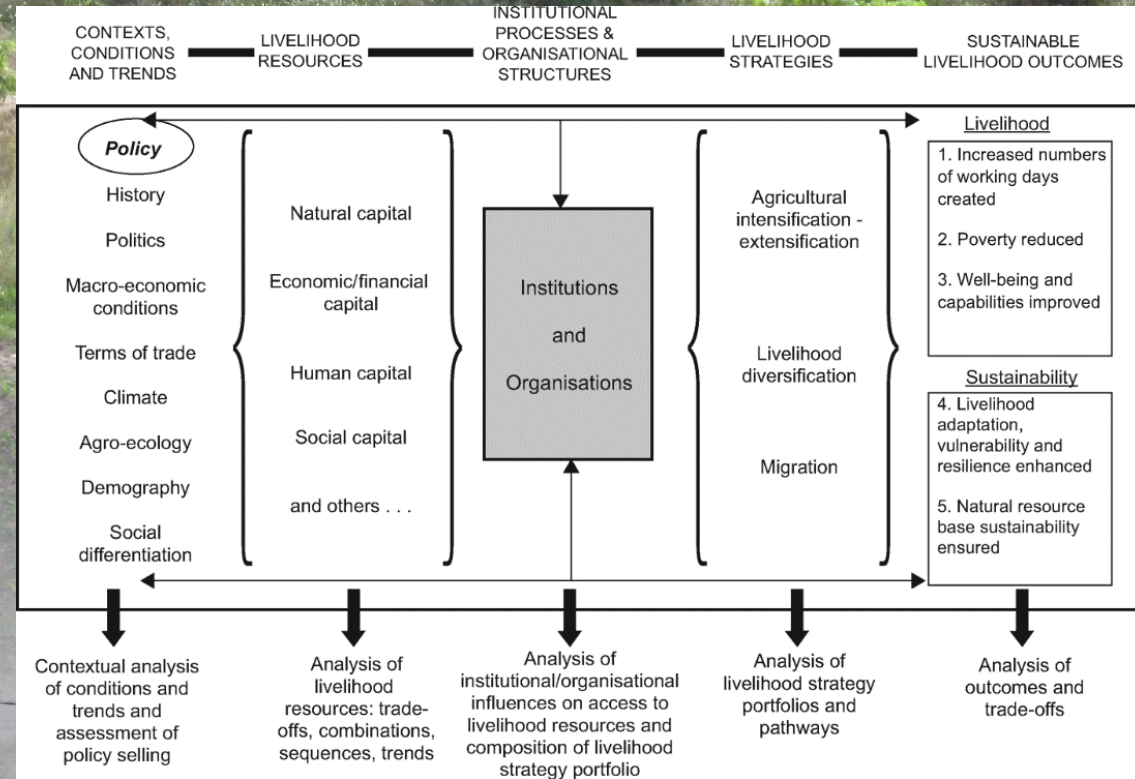 CONTEXTS,
CONDITIONS
AND TRENDS
LIVELIHOOD
RESOURCES
INSTITUTIONAL
PROCESSES &
ORGANISATIONAL
STRUCTURES
LIVELIHOOD
STRATEGIES
SUSTAINABLE
LIVELIHOOD OUTCOMES
Policy
History
Politics
Macro-economic
conditions
Terms of trade
Climate
Agro-ecology
Demography
Social
differentiation
Natural capital
Economic/financial
capital
Human capital
Social capital
and others . . .
Institutions
and
Organisations
Agricultural
intensification -
extensification
Livelihood
diversification
Migration
Livelihood
1. Increased numbers
of working days
created
2. Poverty reduced
3. Well-being and
capabilities improved
Sustainability
4. Livelihood
adaptation,
vulnerability and
resilience enhanced
5. Natural resource
base sustainability
ensured
Contextual analysis
of conditions and
trends and
assessment of
policy selling
Analysis of
livelihood
resources: trade-
offs, combinations,
sequences, trends
Analysis of
institutional/organisational
influences on access to
livelihood resources and
composition of livelihood
strategy portfolio
Analysis of
livelihood strategy
portfolios and
pathways
Analysis of
outcomes and
trade-offs